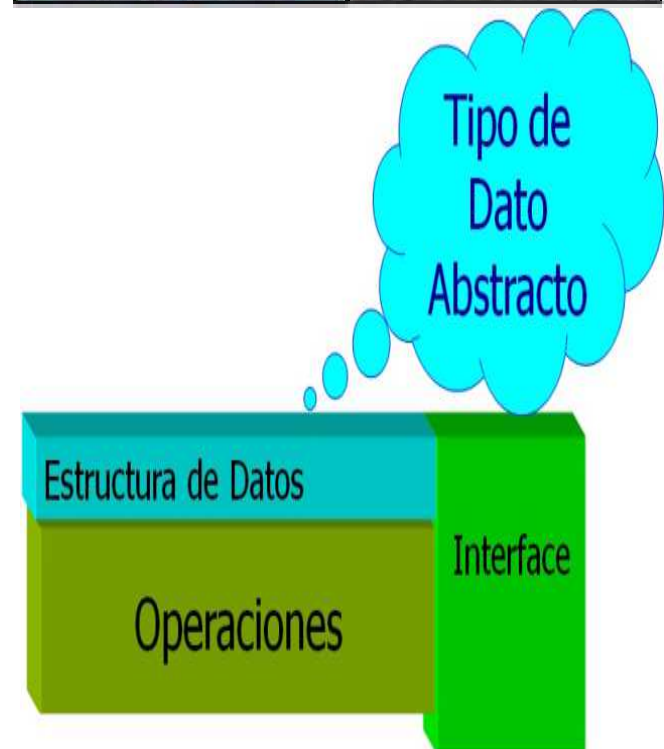 Tipo de
Dato
Abstracto
Estructura de Datos
Interface
Operaciones